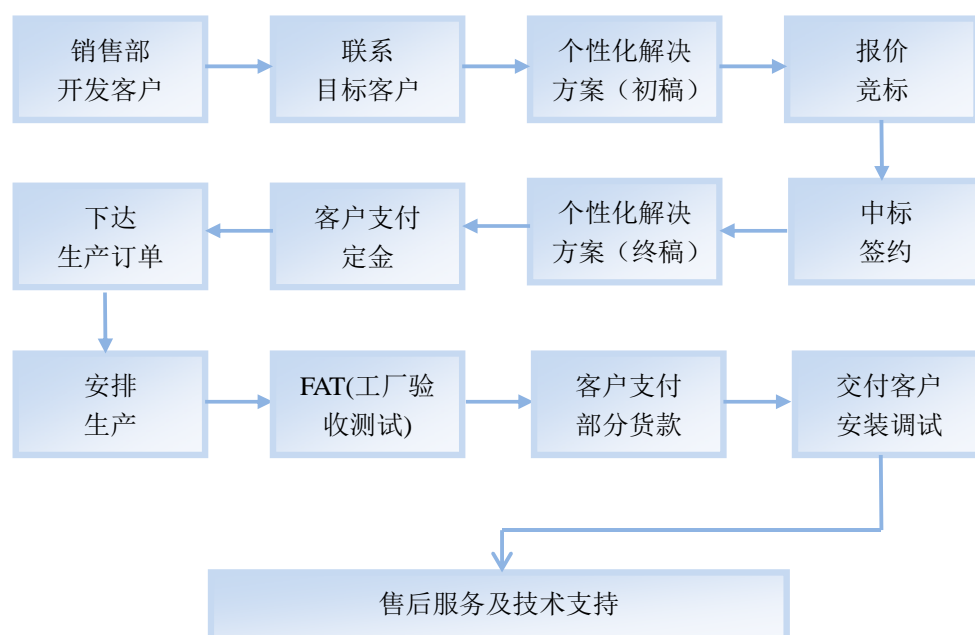 销售部
开发客户
联系
目标客户
个性化解决
方案（初稿）
报价
竞标
下达
生产订单
客户支付
定金
个性化解决
方案（终稿）
中标
签约
安排
生产
FAT(工厂验
收测试)
客户支付
部分货款
交付客户
安装调试
售后服务及技术支持